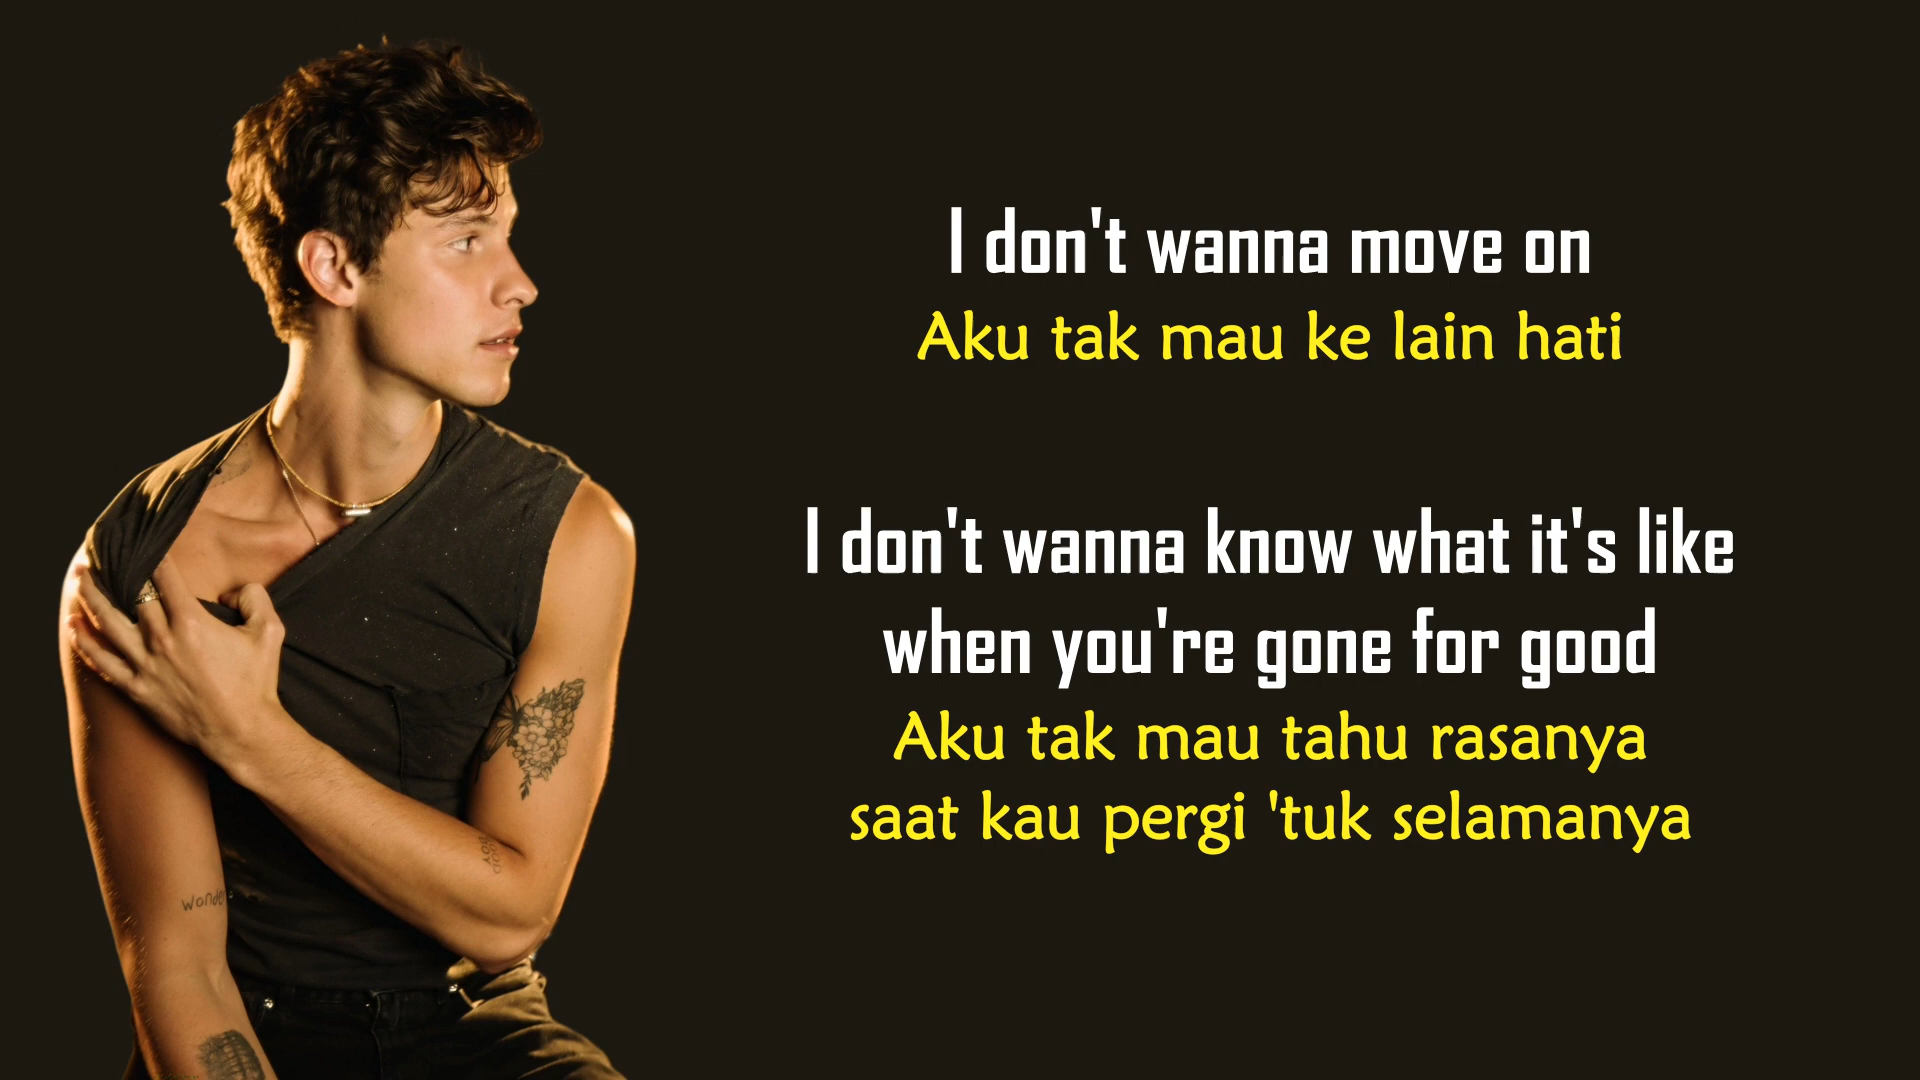 I don't wanna move on
Aku tak mau ke lain hati
I don't wanna know what it's like
when you're gone for good
Aku tak mau tahu rasanya
saat kau pergi 'tuk selamanya
wonder